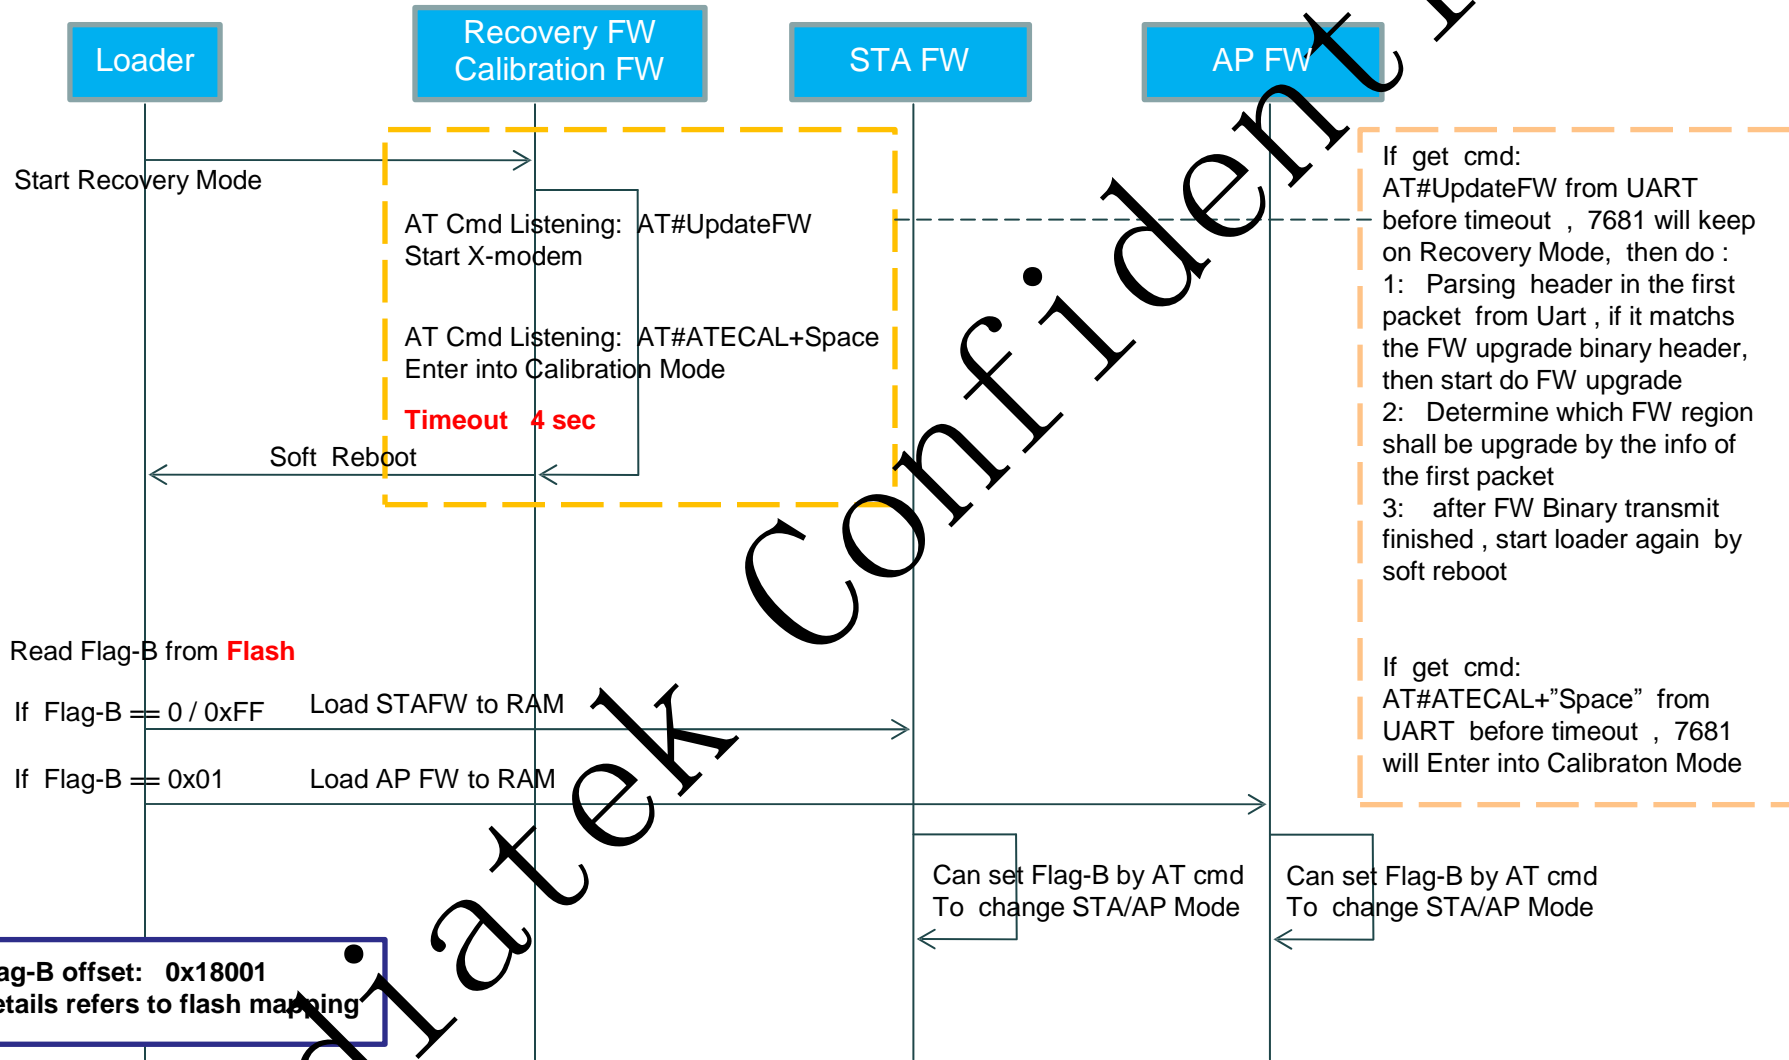 Loader
Recovery FW
Calibration FW
STA FW
AP FW
Start Recovery Mode
AT Cmd Listening: AT#UpdateFW
Start X-modem
AT Cmd Listening: AT#ATECAL+Space
Enter into Calibration Mode
Timeout 4 sec
Soft Reboot
If get cmd:
AT#UpdateFW from UART
before timeout , 7681 will keep
on Recovery Mode, then do :
1: Parsing header in the first
packet from Uart , if it matchs
the FW upgrade binary header,
then start do FW upgrade
2: Determine which FW region
shall be upgrade by the info of
the first packet
3: after FW Binary transmit
finished , start loader again by
soft reboot
If get cmd:
AT#ATECAL+”Space” from
UART before timeout , 7681
will Enter into Calibraton Mode
Read Flag-B from Flash
If Flag-B == 0 / 0xFF
Load STAFW to RAM
If Flag-B == 0x01
Load AP FW to RAM
Can set Flag-B by AT cmd
To change STA/AP Mode
Can set Flag-B by AT cmd
To change STA/AP Mode
ag-B offset: 0x18001
etails refers to flash mapping
diatek Confidenti